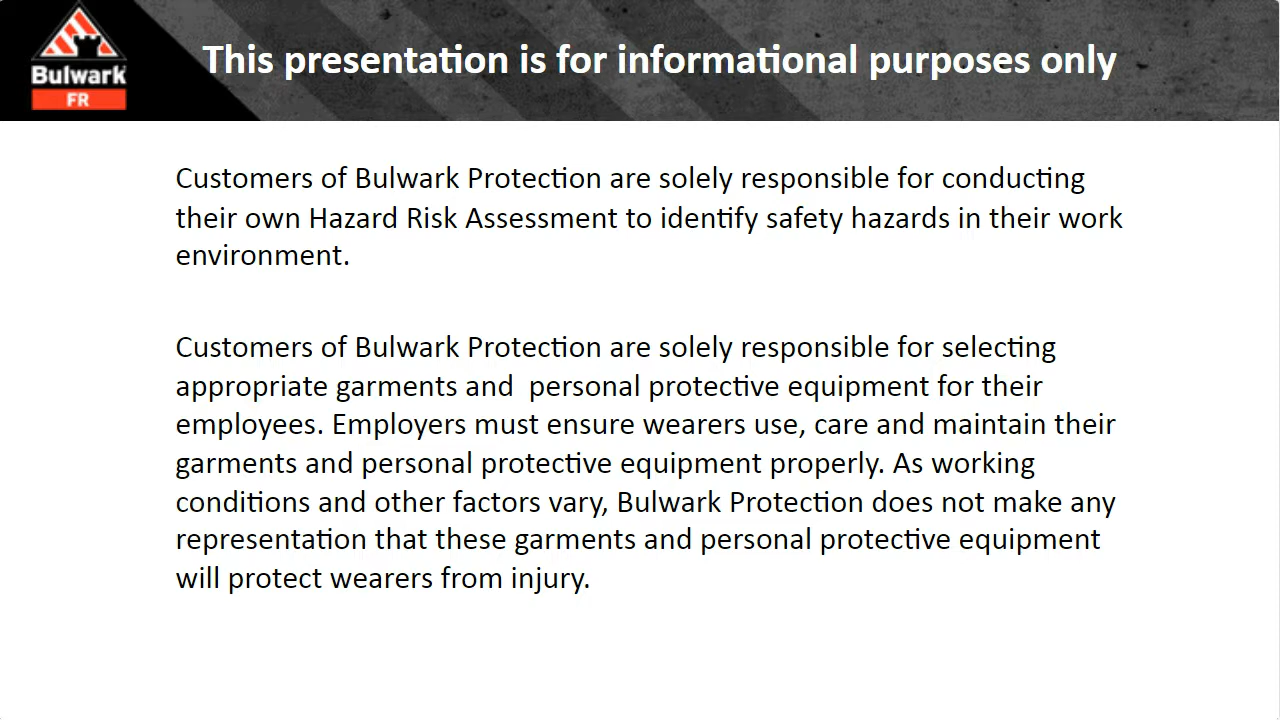 Bulwark
FR
This presentation is for informational purposes only
Customers of Bulwark Protection are solely responsible for conducting
their own Hazard Risk Assessment to identify safety hazards in their work
environment.
Customers of Bulwark Protection are solely responsible for selecting
appropriate garments and  personal protective equipment for their
employees. Employers must ensure wearers use, care and maintain their
garments and personal protective equipment properly. As working
conditions and other factors vary, Bulwark Protection does not make any
representation that these garments and personal protective equipment
will protect wearers from injury.